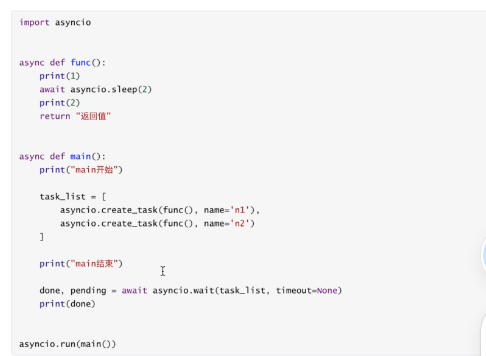 import asyncio
async def func():
    print(1)
    await asyncio.sleep(2)
    print(2)
    return "返回值"
async def main():
    print("main开始")
    task_list = [
        asyncio.create_task(func(), name='n1'),
        asyncio.create_task(func(), name='n2')
    ]
    print("main结束")
    done, pending = await asyncio.wait(task_list, timeout=None)
    print(done)
asyncio.run(main())